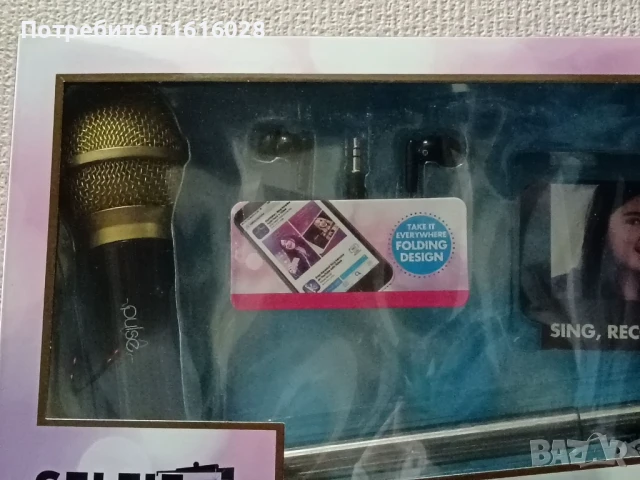 Потребител 1616028
TAKE IT
EVERYWHERE
FOLDING
DESIGN
pulse
SING, REC
SELFIE
BAZAR